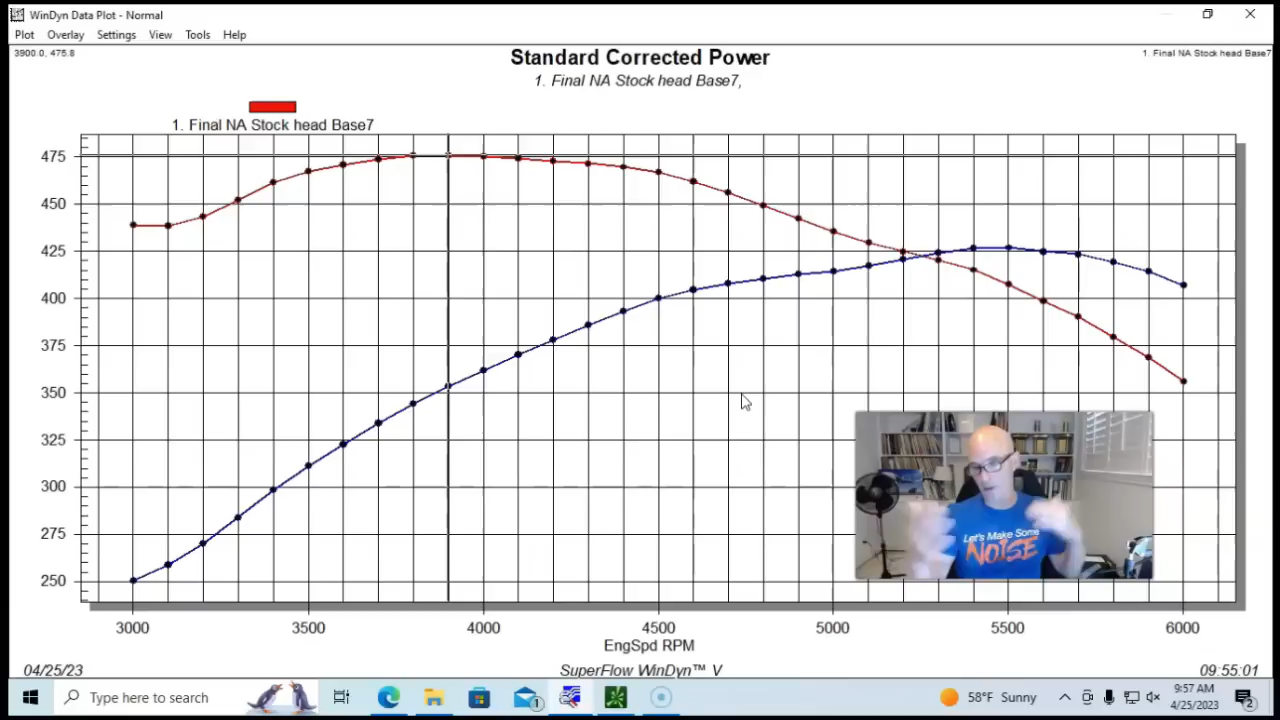 WinDyn Data Plot - Normal
Plot Overlay Settings View Tools Help
3900.0, 475.8
1. Final NA Stock head Base7
Standard Corrected Power
1. Final NA Stock head Base7,
1. Final NA Stock head Base7
475
450
425
400
375
350
325
300
275
250
3000 3500 4000 4500 5000 5500 6000
EngSpd RPM
Let's Make Some
NOISE
04/25/23 SuperFlow WinDyn™ V 09:55:01
Type here to search
1
58°F Sunny
9:57 AM
4/25/2023
2